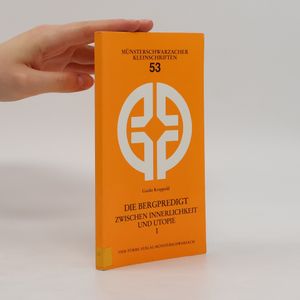 MÜNSTERSCHWARZACHER
KLEINSCHRIFTEN
53
Guido Kreppold
DIE BERGPREDIGT
ZWISCHEN INNERLICHKEIT
UND UTOPIE
I
VIER-TÜRME-VERLAG MÜNSTERSCHWARZACH